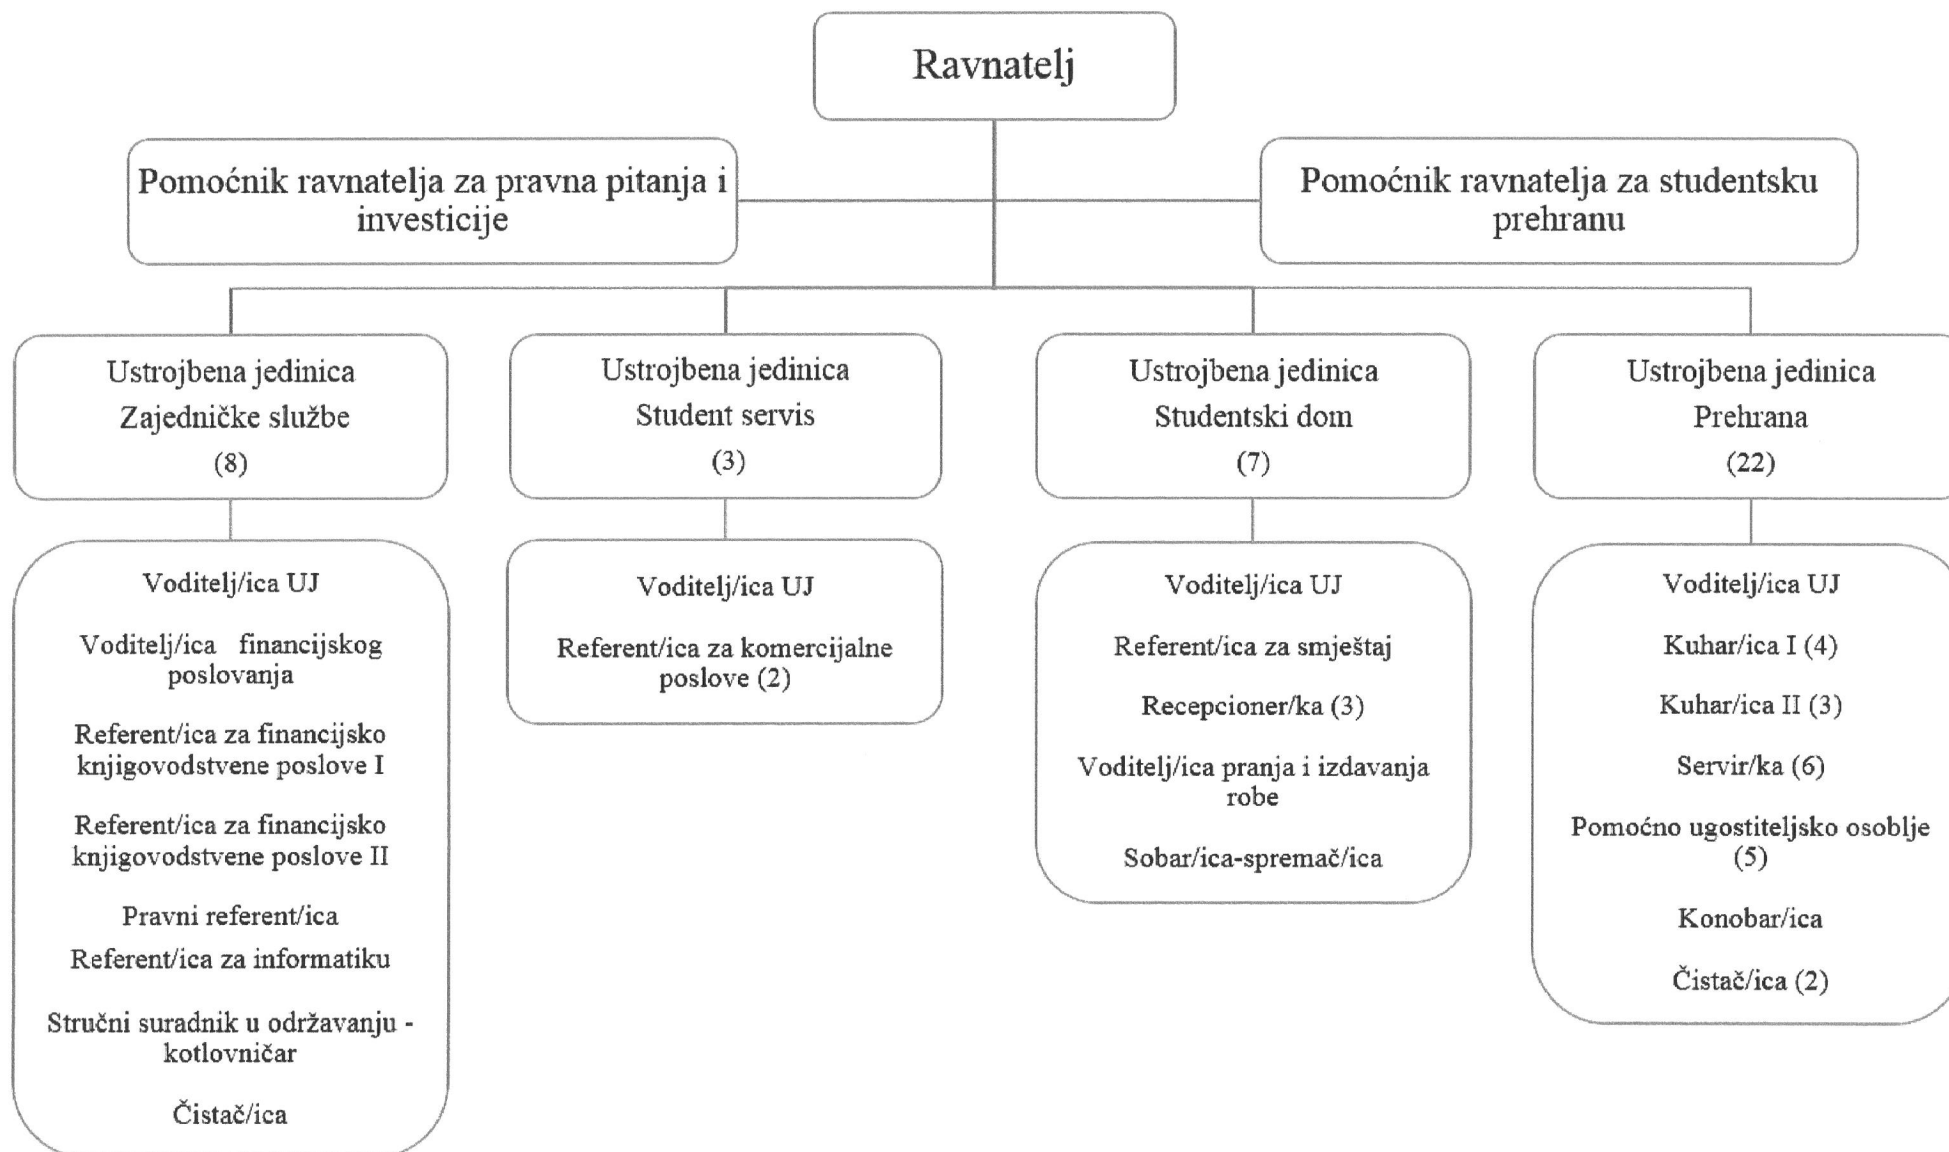 Ravnatelj
Pomoćnik ravnatelja za pravna pitanja i
investicije
Pomoćnik ravnatelja za studentsku
prehranu
Ustrojbena jedinica
Zajedničke službe
(8)
Ustrojbena jedinica
Student servis
(3)
Ustrojbena jedinica
Studentski dom
(7)
Ustrojbena jedinica
Prehrana
(22)
Voditelj/ica UJ
Voditelj/ica financijskog
poslovanja
Referent/ica za financijsko
knjigovodstvene poslove I
Referent/ica za financijsko
knjigovodstvene poslove II
Pravni referent/ica
Referent/ica za informatiku
Stručni suradnik u održavanju -
kotlovničar
Čistač/ica
Voditelj/ica UJ
Referent/ica za komercijalne
poslove (2)
Voditelj/ica UJ
Referent/ica za smještaj
Recepcioner/ka (3)
Voditelj/ica pranja i izdavanja
robe
Sobar/ica-spremač/ica
Voditelj/ica UJ
Kuhar/ica I (4)
Kuhar/ica II (3)
Servir/ka (6)
Pomoćno ugostiteljsko osoblje
(5)
Konobar/ica
Čistač/ica (2)